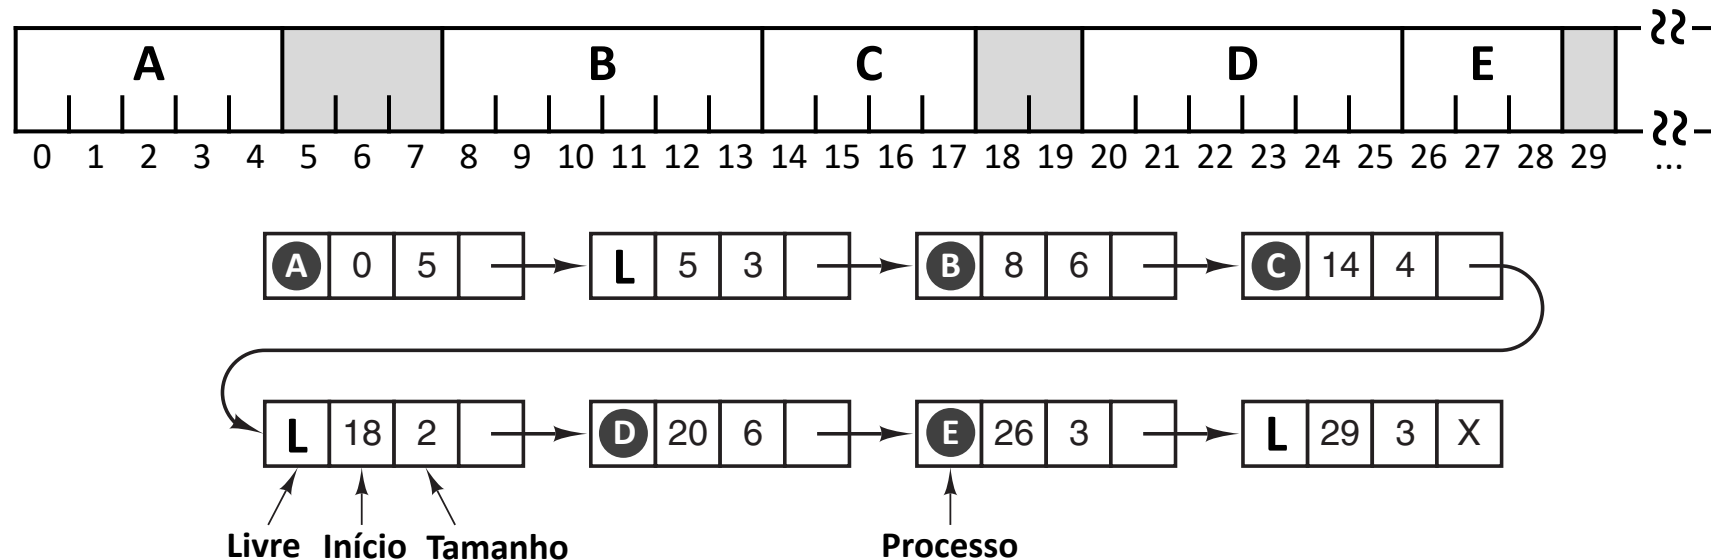 A B C D E
0 1 2 3 4 5 6 7 8 9 10 11 12 13 14 15 16 17 18 19 20 21 22 23 24 25 26 27 28 29 ...
A 0 5 L 5 3 B 8 6 C 14 4
L 18 2 D 20 6 E 26 3 L 29 3 X
Livre Início Tamanho Processo